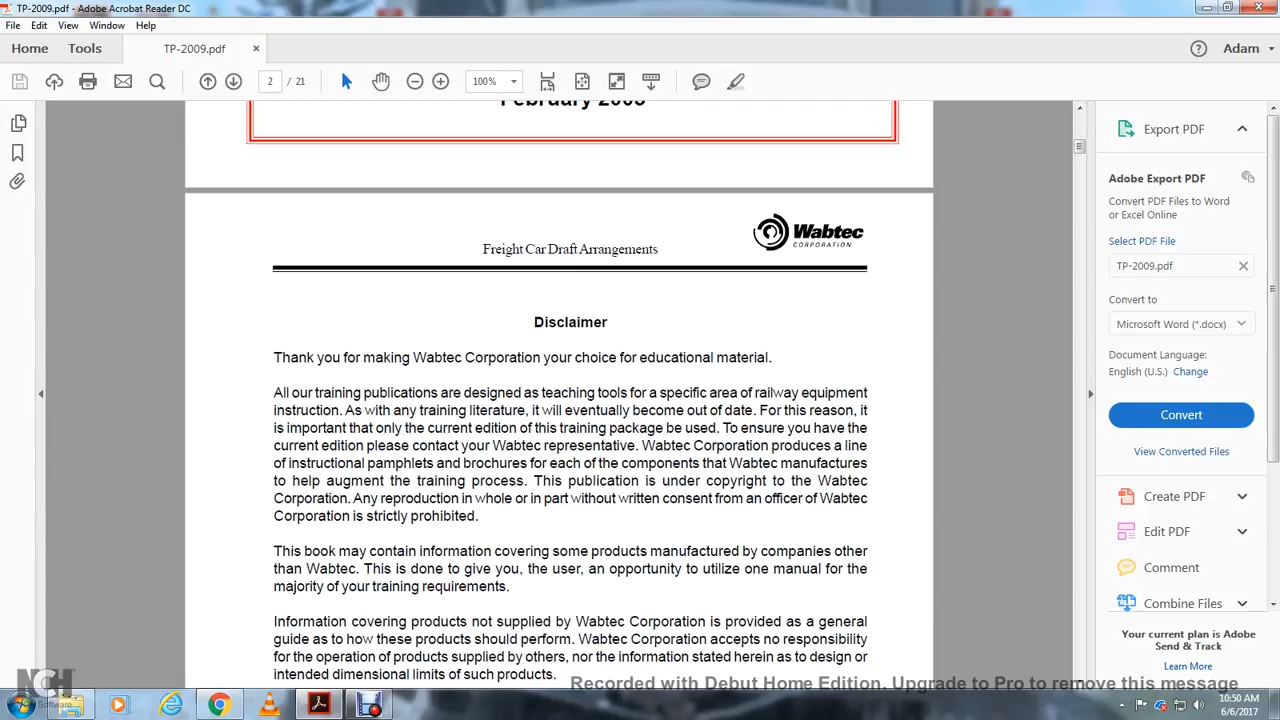 TP-2009.pdf - Adobe Acrobat Reader DC
File Edit View Window Help
Home Tools TP-2009.pdf × Adam
2 / 21 100%
February 2005
Wabtec
CORPORATION
Freight Car Draft Arrangements
Disclaimer
Thank you for making Wabtec Corporation your choice for educational material.
All our training publications are designed as teaching tools for a specific area of railway equipment
instruction. As with any training literature, it will eventually become out of date. For this reason, it
is important that only the current edition of this training package be used. To ensure you have the
current edition please contact your Wabtec representative. Wabtec Corporation produces a line
of instructional pamphlets and brochures for each of the components that Wabtec manufactures
to help augment the training process. This publication is under copyright to the Wabtec
Corporation. Any reproduction in whole or in part without written consent from an officer of Wabtec
Corporation is strictly prohibited.
This book may contain information covering some products manufactured by companies other
than Wabtec. This is done to give you, the user, an opportunity to utilize one manual for the
majority of your training requirements.
Information covering products not supplied by Wabtec Corporation is provided as a general
guide as to how these products should perform. Wabtec Corporation accepts no responsibility
for the operation of products supplied by others, nor the information stated herein as to design or
intended dimensional limits of such products.
Export PDF
Adobe Export PDF
Convert PDF Files to Word
or Excel Online
Select PDF File
TP-2009.pdf ×
Convert to
Microsoft Word (*.docx)
Document Language:
English (U.S.) Change
Convert
View Converted Files
Create PDF
Edit PDF
Comment
Combine Files
Your current plan is Adobe
Send & Track
Learn More
NCH Software
Recorded with Debut Home Edition. Upgrade to Pro to remove this message
10:50 AM
6/6/2017